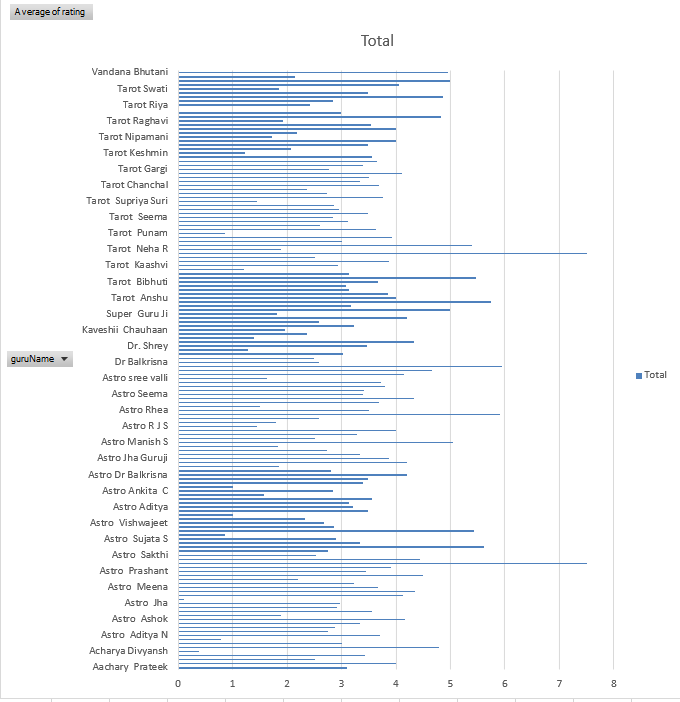 Average of rating
Total
Vandana Bhutani
Tarot Swati
Tarot Riya
Tarot Raghavi
Tarot Nipamani
Tarot Keshmin
Tarot Gargi
Tarot Chanchal
Tarot  Supriya Suri
Tarot  Seema
Tarot  Punam
Tarot  Neha R
Tarot  Kaashvi
Tarot  Bibhuti
Tarot  Anshu
Super  Guru Ji
Kaveshii  Chauhaan
Dr. Shrey
guruName
Dr Balkrisna
Total
Astro sree valli
Astro Seema
Astro Rhea
Astro R J S
Astro Manish S
Astro Jha Guruji
Astro Dr Balkrisna
Astro Ankita  C
Astro Aditya
Astro  Vishwajeet
Astro  Sujata S
Astro  Sakthi
Astro  Prashant
Astro  Meena
Astro  Jha
Astro  Ashok
Astro  Aditya N
Acharya Divyansh
Aachary  Prateek
0 1 2 3 4 5 6 7 8